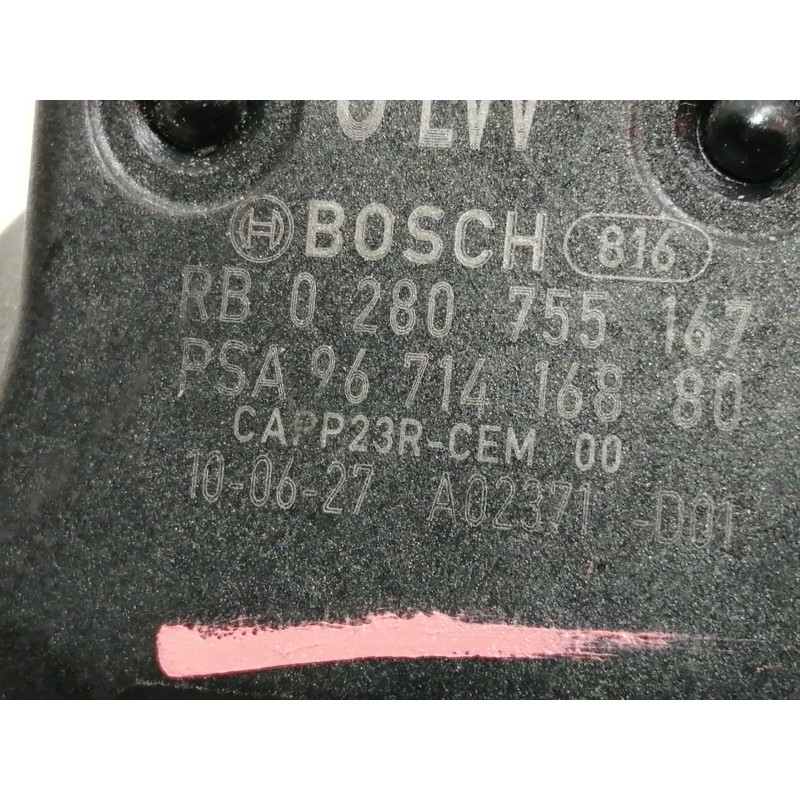 BOSCH 816
RB 0 280 755 167
PSA 96 714 168 80
CAPP23R-CEM 00
10-06-27 A02371 -D01